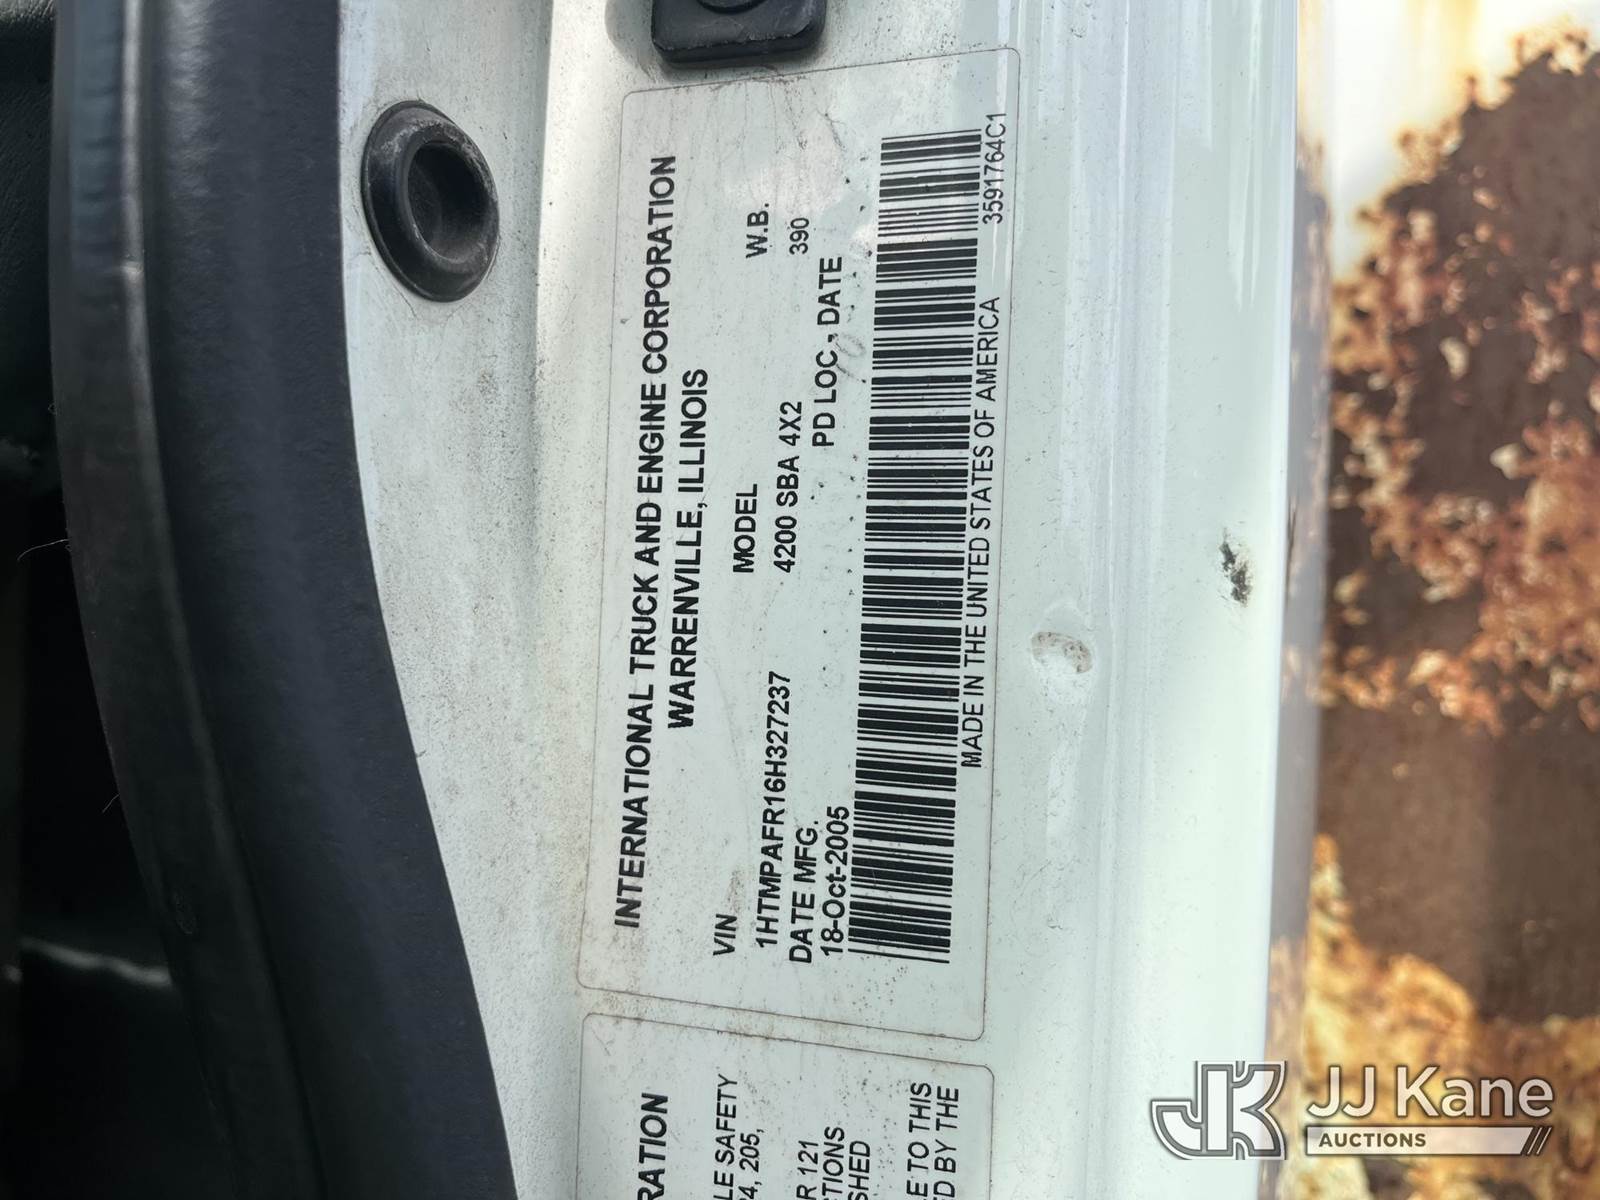 INTERNATIONAL TRUCK AND ENGINE CORPORATION
WARRENVILLE, ILLINOIS
VIN MODEL W.B.
1HTMPAFR16H327237 4200 SBA 4X2 390
DATE MFG. PD LOC., DATE
18-Oct-2005
MADE IN THE UNITED STATES OF AMERICA 3591764C1
RATION
LE SAFETY
205,
R 121
TIONS
SHED
E TO THIS
D BY THE
JK JJ Kane
AUCTIONS